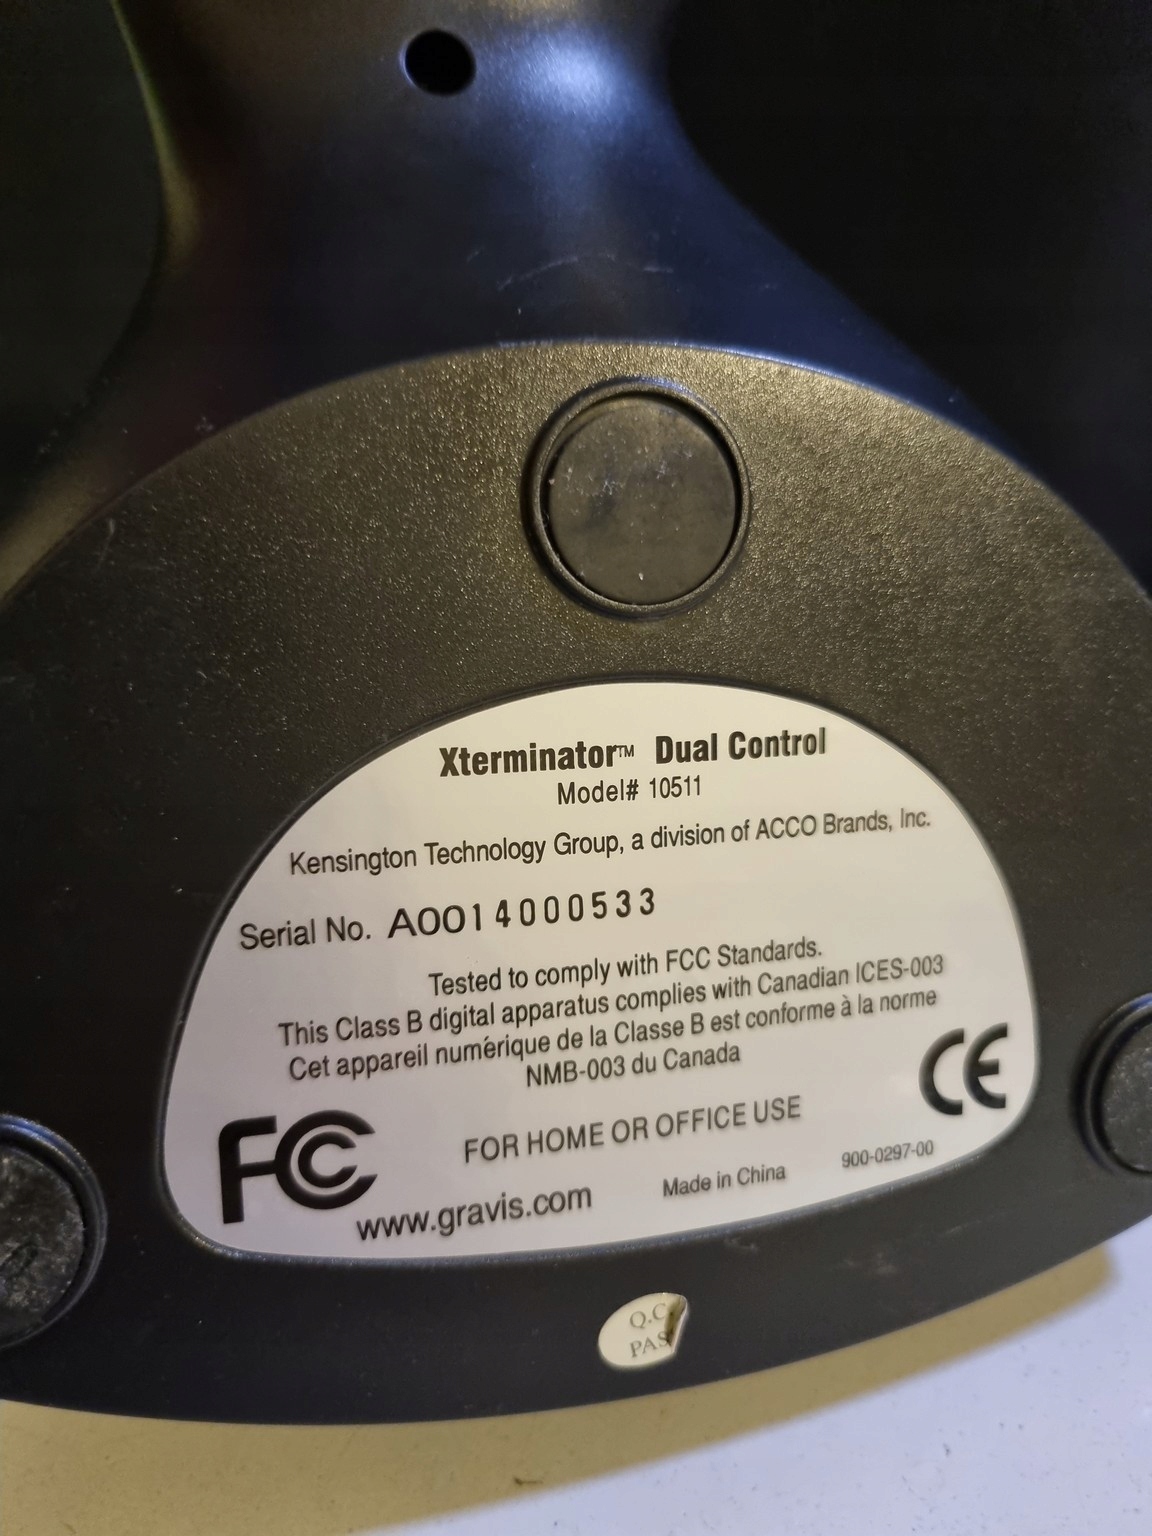 Xterminator™ Dual Control
Model# 10511
Kensington Technology Group, a division of ACCO Brands, Inc.
Serial No. A0014000533
Tested to comply with FCC Standards.
This Class B digital apparatus complies with Canadian ICES-003
Cet appareil numérique de la Classe B est conforme à la norme
NMB-003 du Canada
CE
FC
FOR HOME OR OFFICE USE
www.gravis.com
Made in China
900-0297-00
Q.C
PAS